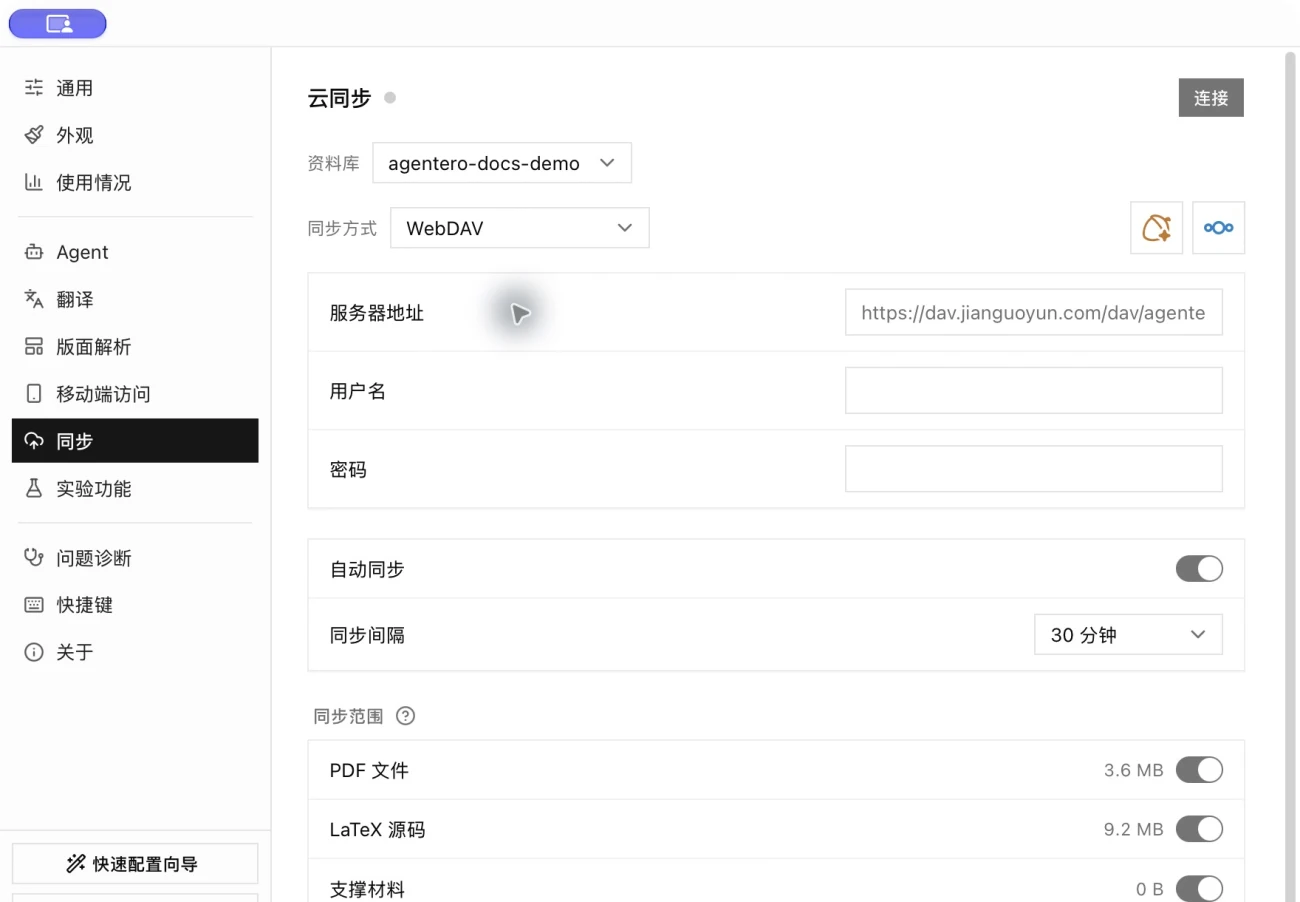 通用
外观
使用情况
Agent
翻译
版面解析
移动端访问
同步
实验功能
问题诊断
快捷键
关于
快速配置向导
云同步
连接
资料库
agentero-docs-demo
同步方式
WebDAV
服务器地址
https://dav.jianguoyun.com/dav/agente
用户名
密码
自动同步
同步间隔
30 分钟
同步范围
PDF 文件
3.6 MB
LaTeX 源码
9.2 MB
支撑材料
0 B